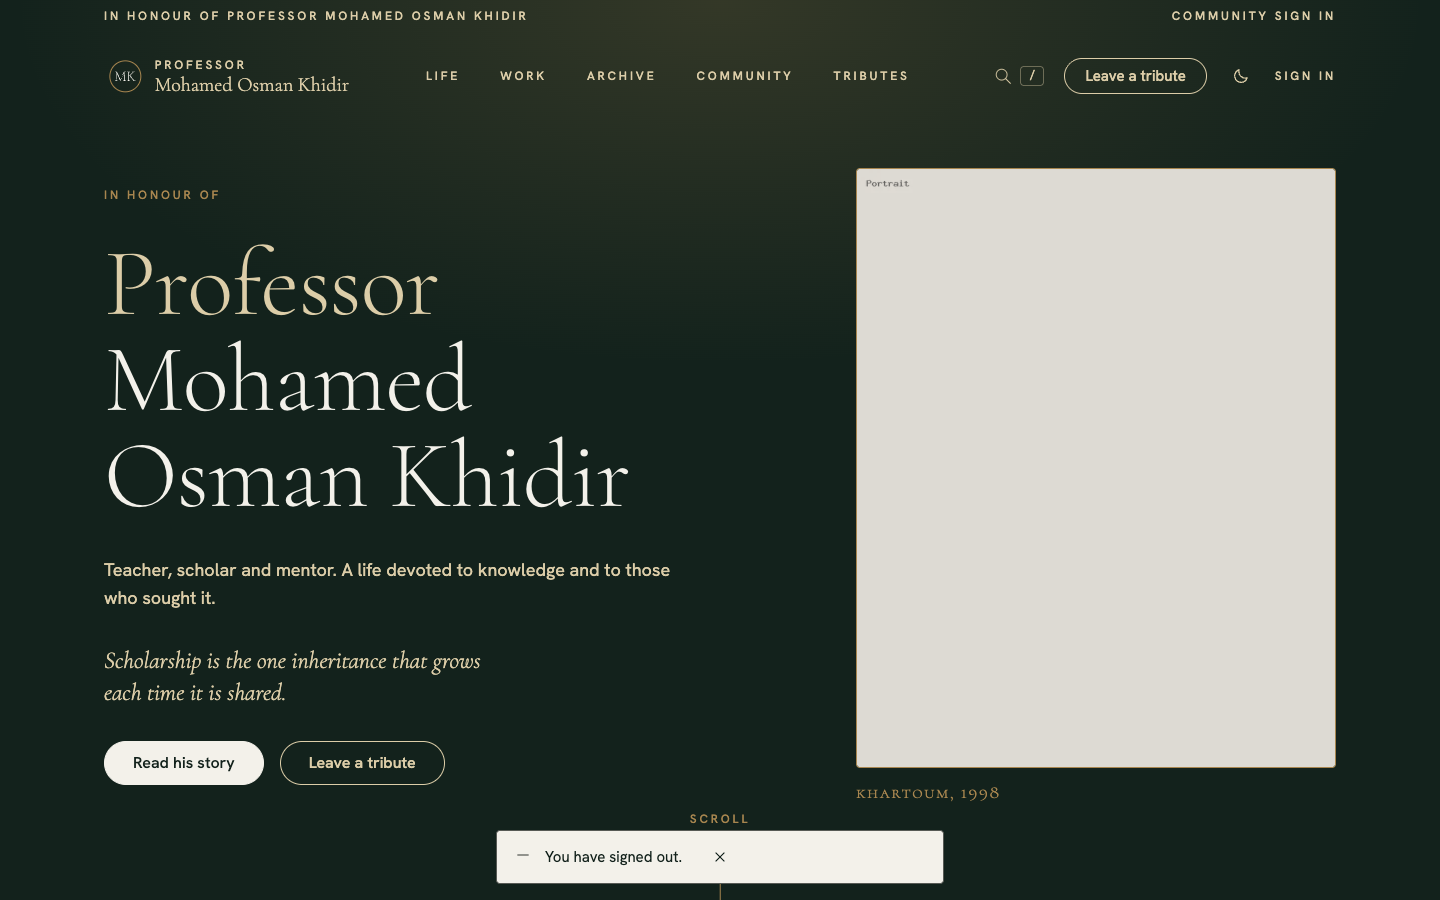 IN HONOUR OF PROFESSOR MOHAMED OSMAN KHIDIR
COMMUNITY SIGN IN
MK
PROFESSOR
Mohamed Osman Khidir
LIFE
WORK
ARCHIVE
COMMUNITY
TRIBUTES
/
Leave a tribute
SIGN IN
IN HONOUR OF
Professor
Mohamed
Osman Khidir
Teacher, scholar and mentor. A life devoted to knowledge and to those
who sought it.
Scholarship is the one inheritance that grows
each time it is shared.
Read his story
Leave a tribute
Portrait
KHARTOUM, 1998
SCROLL
You have signed out.